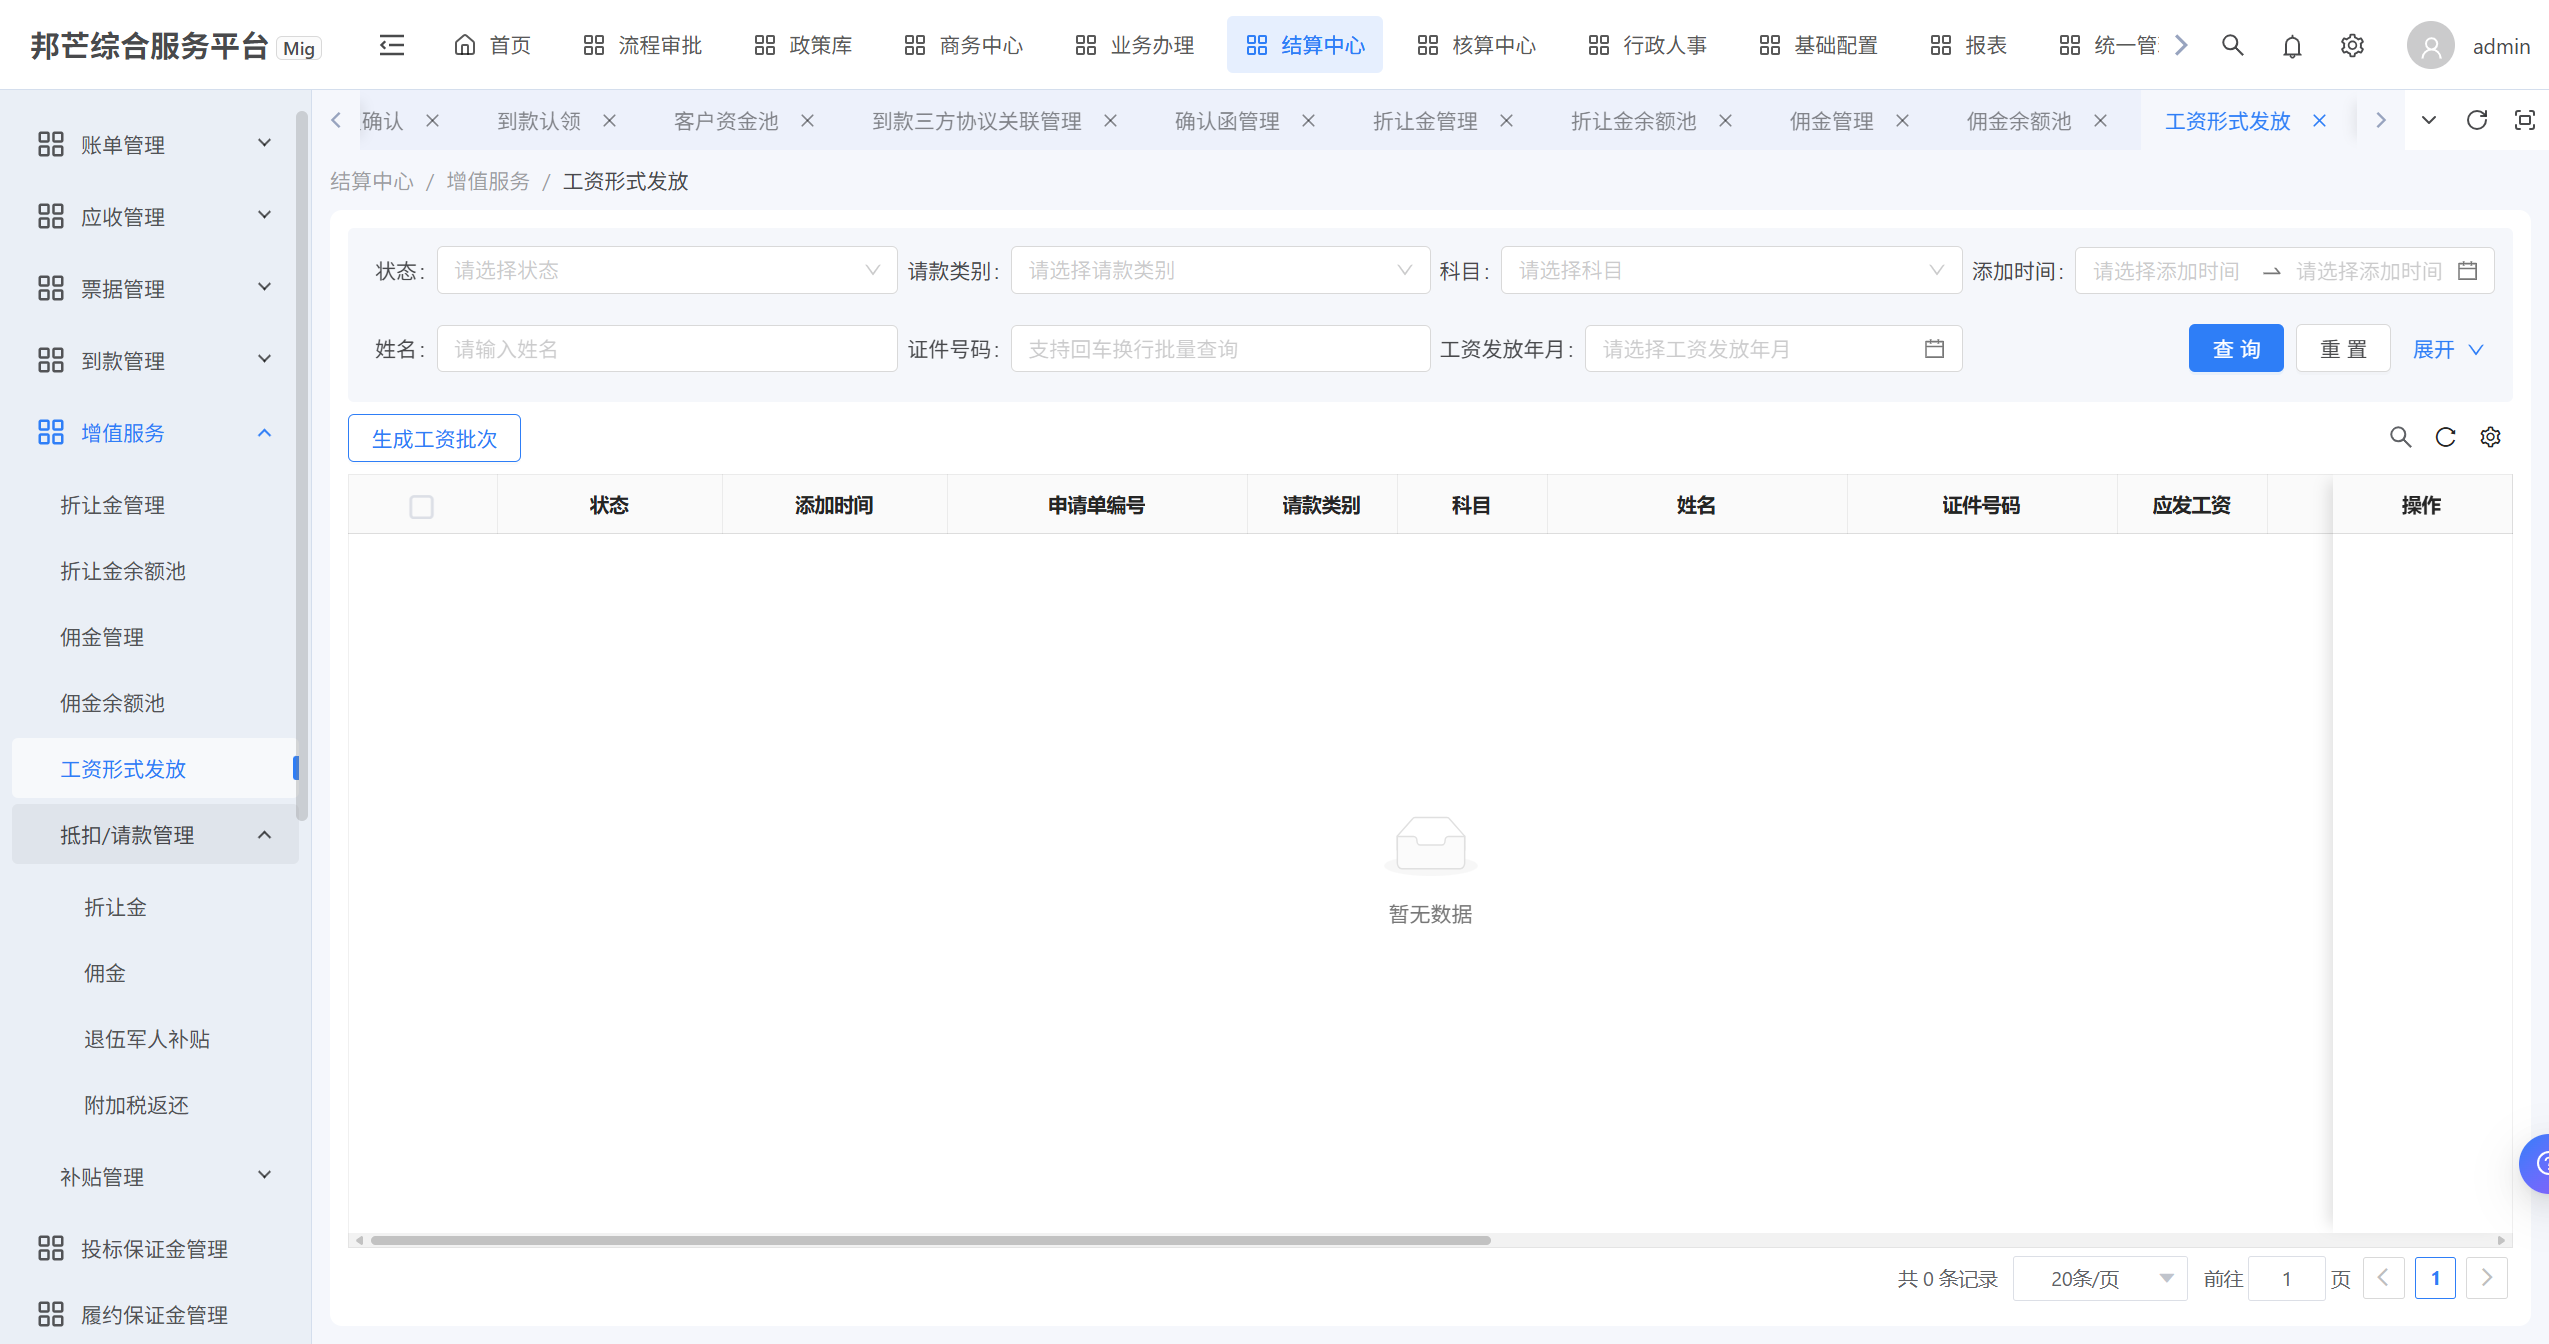 邦芒综合服务平台 Mig
首页 流程审批 政策库 商务中心 业务办理 结算中心 核算中心 行政人事 基础配置 报表 统一管 admin
确认 到款认领 客户资金池 到款三方协议关联管理 确认函管理 折让金管理 折让金余额池 佣金管理 佣金余额池 工资形式发放
账单管理
应收管理
票据管理
到款管理
增值服务
折让金管理
折让金余额池
佣金管理
佣金余额池
工资形式发放
抵扣/请款管理
折让金
佣金
退伍军人补贴
附加税返还
补贴管理
投标保证金管理
履约保证金管理
结算中心 / 增值服务 / 工资形式发放
状态: 请选择状态 请款类别: 请选择请款类别 科目: 请选择科目 添加时间: 请选择添加时间 请选择添加时间
姓名: 请输入姓名 证件号码: 支持回车换行批量查询 工资发放年月: 请选择工资发放年月 查询 重置 展开
生成工资批次
状态 添加时间 申请单编号 请款类别 科目 姓名 证件号码 应发工资 操作
暂无数据
共 0 条记录 20条/页 前往 1 页 1